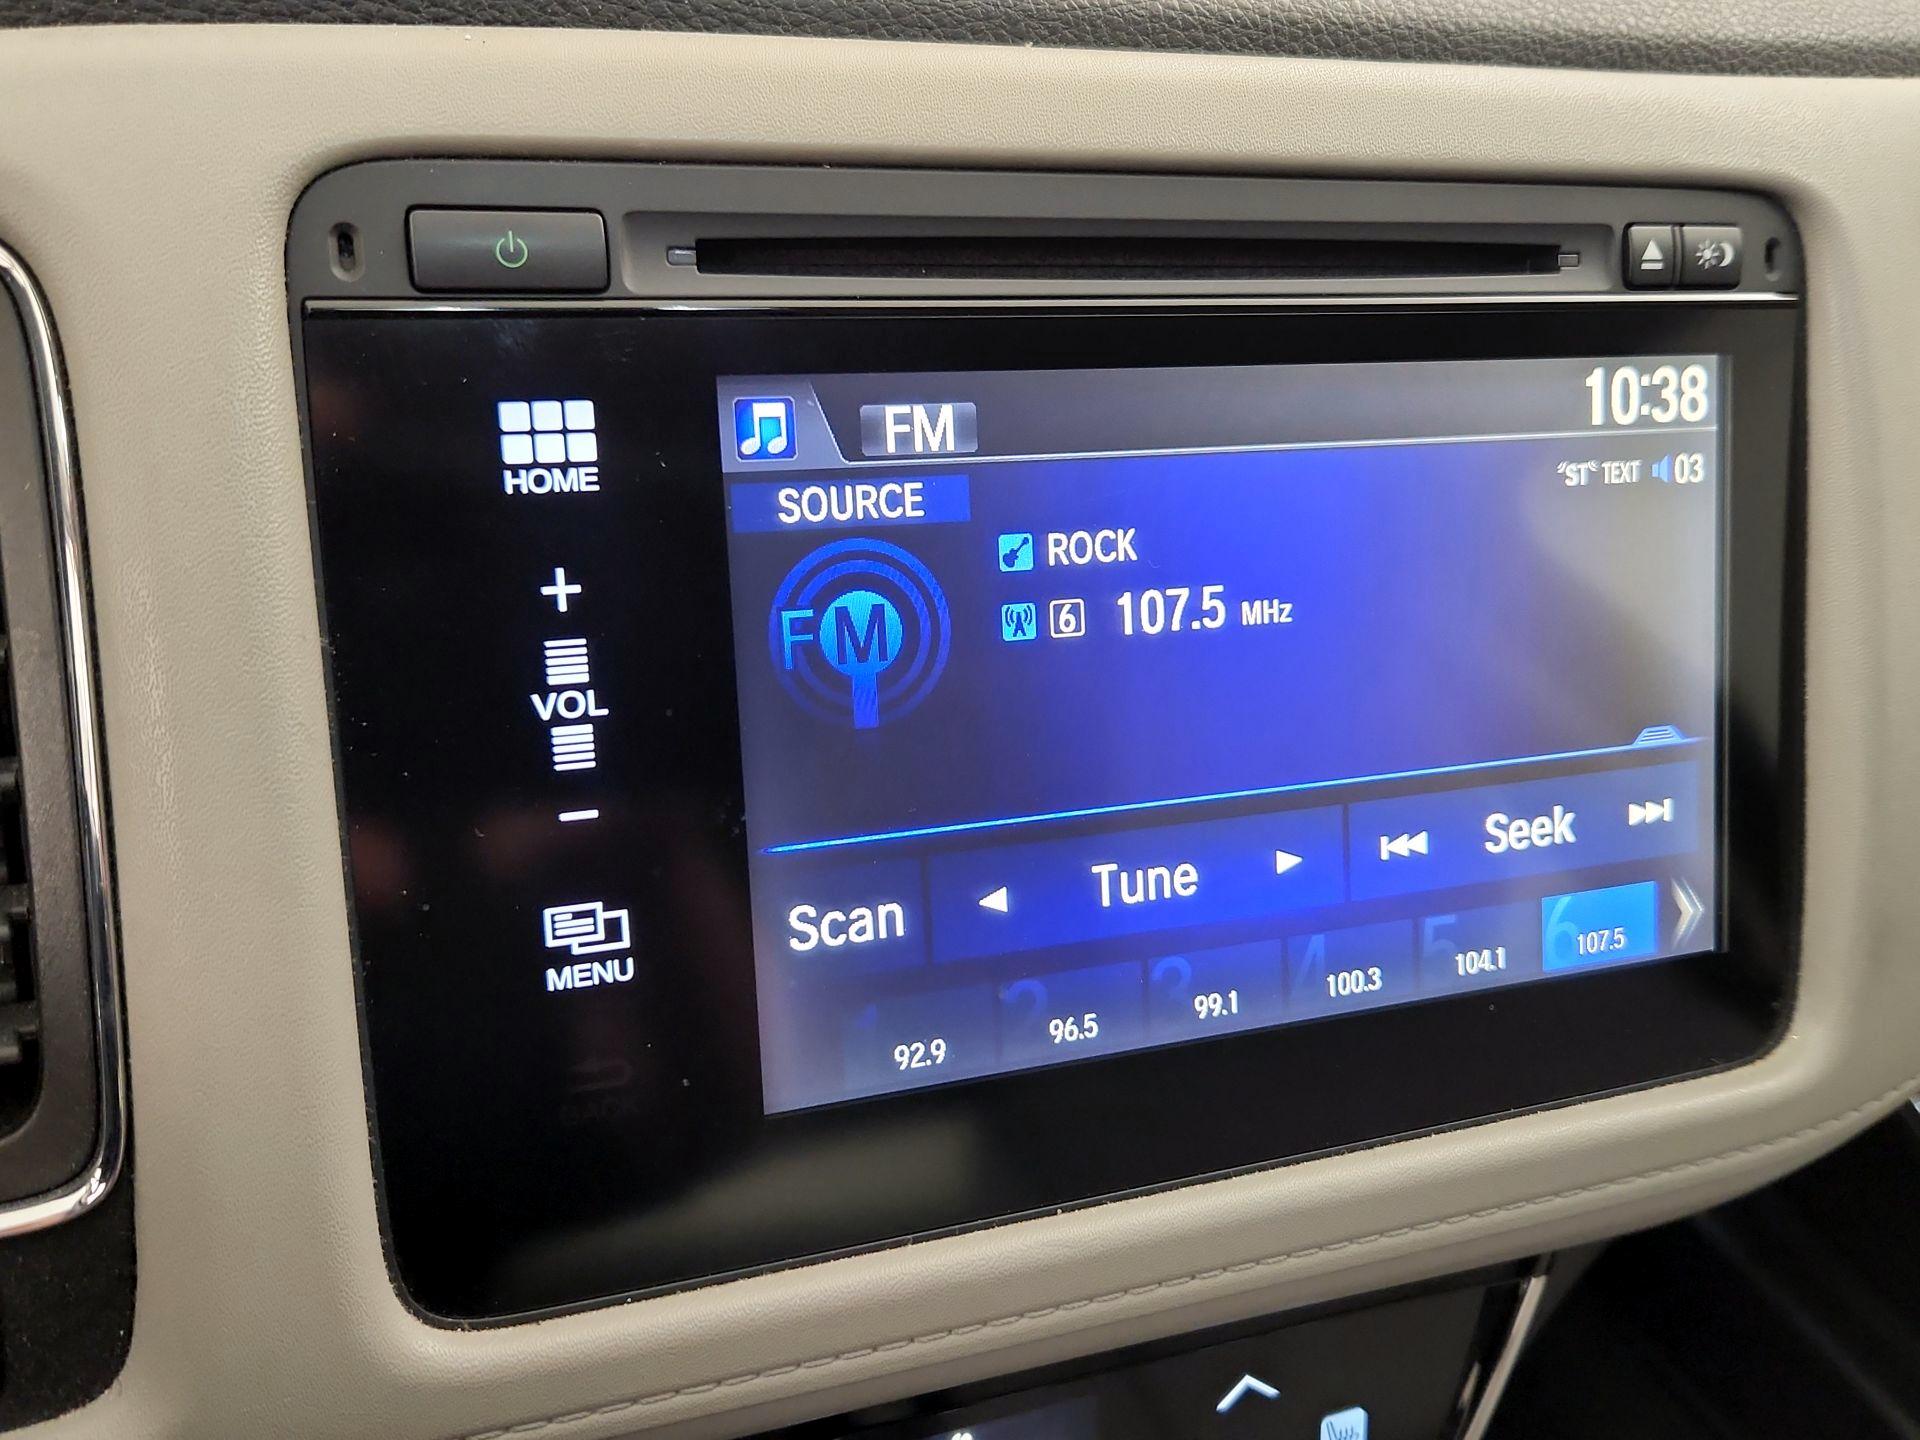 FM
10:38
HOME
SOURCE
"ST" TEXT 03
ROCK
FM
6 107.5 MHz
+
VOL
−
Scan Tune Seek
MENU
1 92.9
2 96.5
3 99.1
4 100.3
5 104.1
6 107.5
BACK